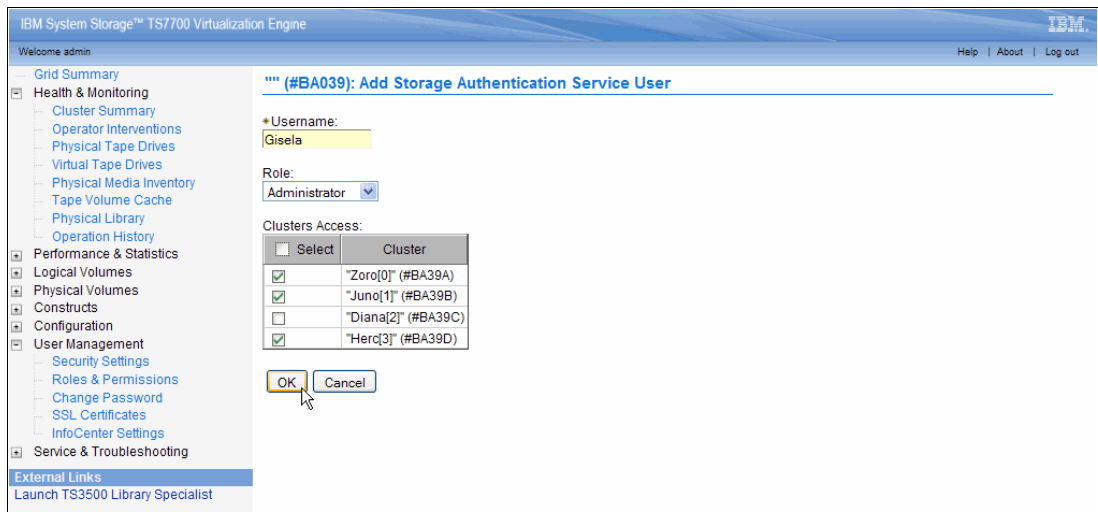 IBM System Storage™ TS7700 Virtualization Engine
IBM.
Welcome admin
Help | About | Log out
Grid Summary
Health & Monitoring
Cluster Summary
Operator Interventions
Physical Tape Drives
Virtual Tape Drives
Physical Media Inventory
Tape Volume Cache
Physical Library
Operation History
Performance & Statistics
Logical Volumes
Physical Volumes
Constructs
Configuration
User Management
Security Settings
Roles & Permissions
Change Password
SSL Certificates
InfoCenter Settings
Service & Troubleshooting
External Links
Launch TS3500 Library Specialist
"" (#BA039): Add Storage Authentication Service User
*Username:
Gisela
Role:
Administrator
Clusters Access:
Select Cluster
"Zoro[0]" (#BA39A)
"Juno[1]" (#BA39B)
"Diana[2]" (#BA39C)
"Herc[3]" (#BA39D)
OK Cancel